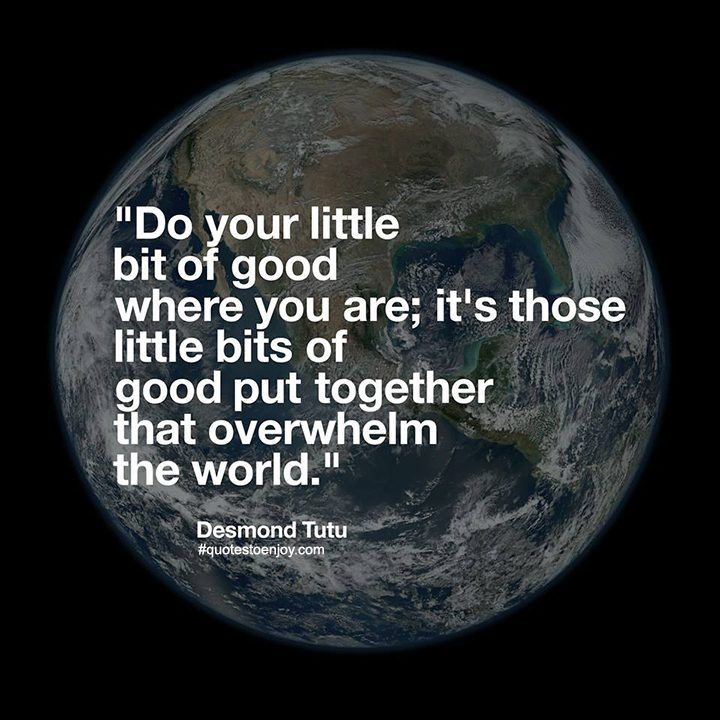 "Do your little
bit of good
where you are; it's those
little bits of
good put together
that overwhelm
the world."
Desmond Tutu
#quotestoenjoy.com